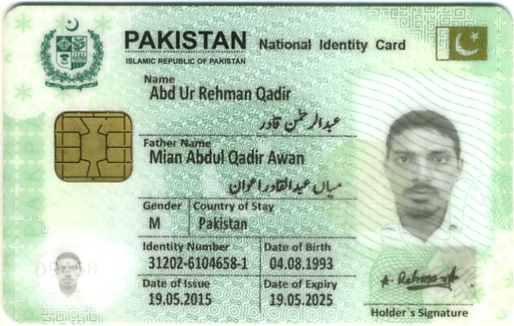 PAKISTAN National Identity Card
ISLAMIC REPUBLIC OF PAKISTAN
Name
Abd Ur Rehman Qadir
عبدالرحمٰن قادر
Father Name
Mian Abdul Qadir Awan
میاں عبدالقادر اعوان
Gender Country of Stay
M Pakistan
Identity Number Date of Birth
31202-6104658-1 04.08.1993
Date of Issue Date of Expiry
19.05.2015 19.05.2025
Holder`s Signature